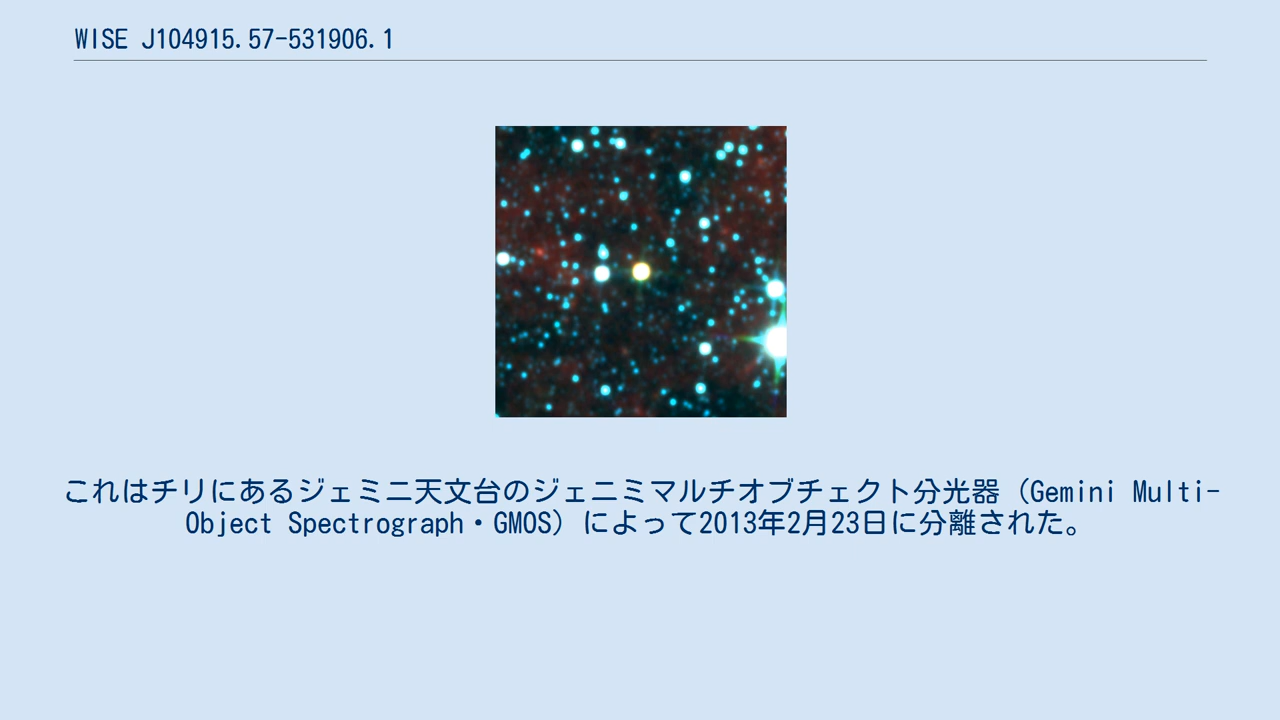 WISE J104915.57-531906.1
これはチリにあるジェミニ天文台のジェニミマルチオブチェクト分光器（Gemini Multi-
Object Spectrograph・GMOS）によって2013年2月23日に分離された。